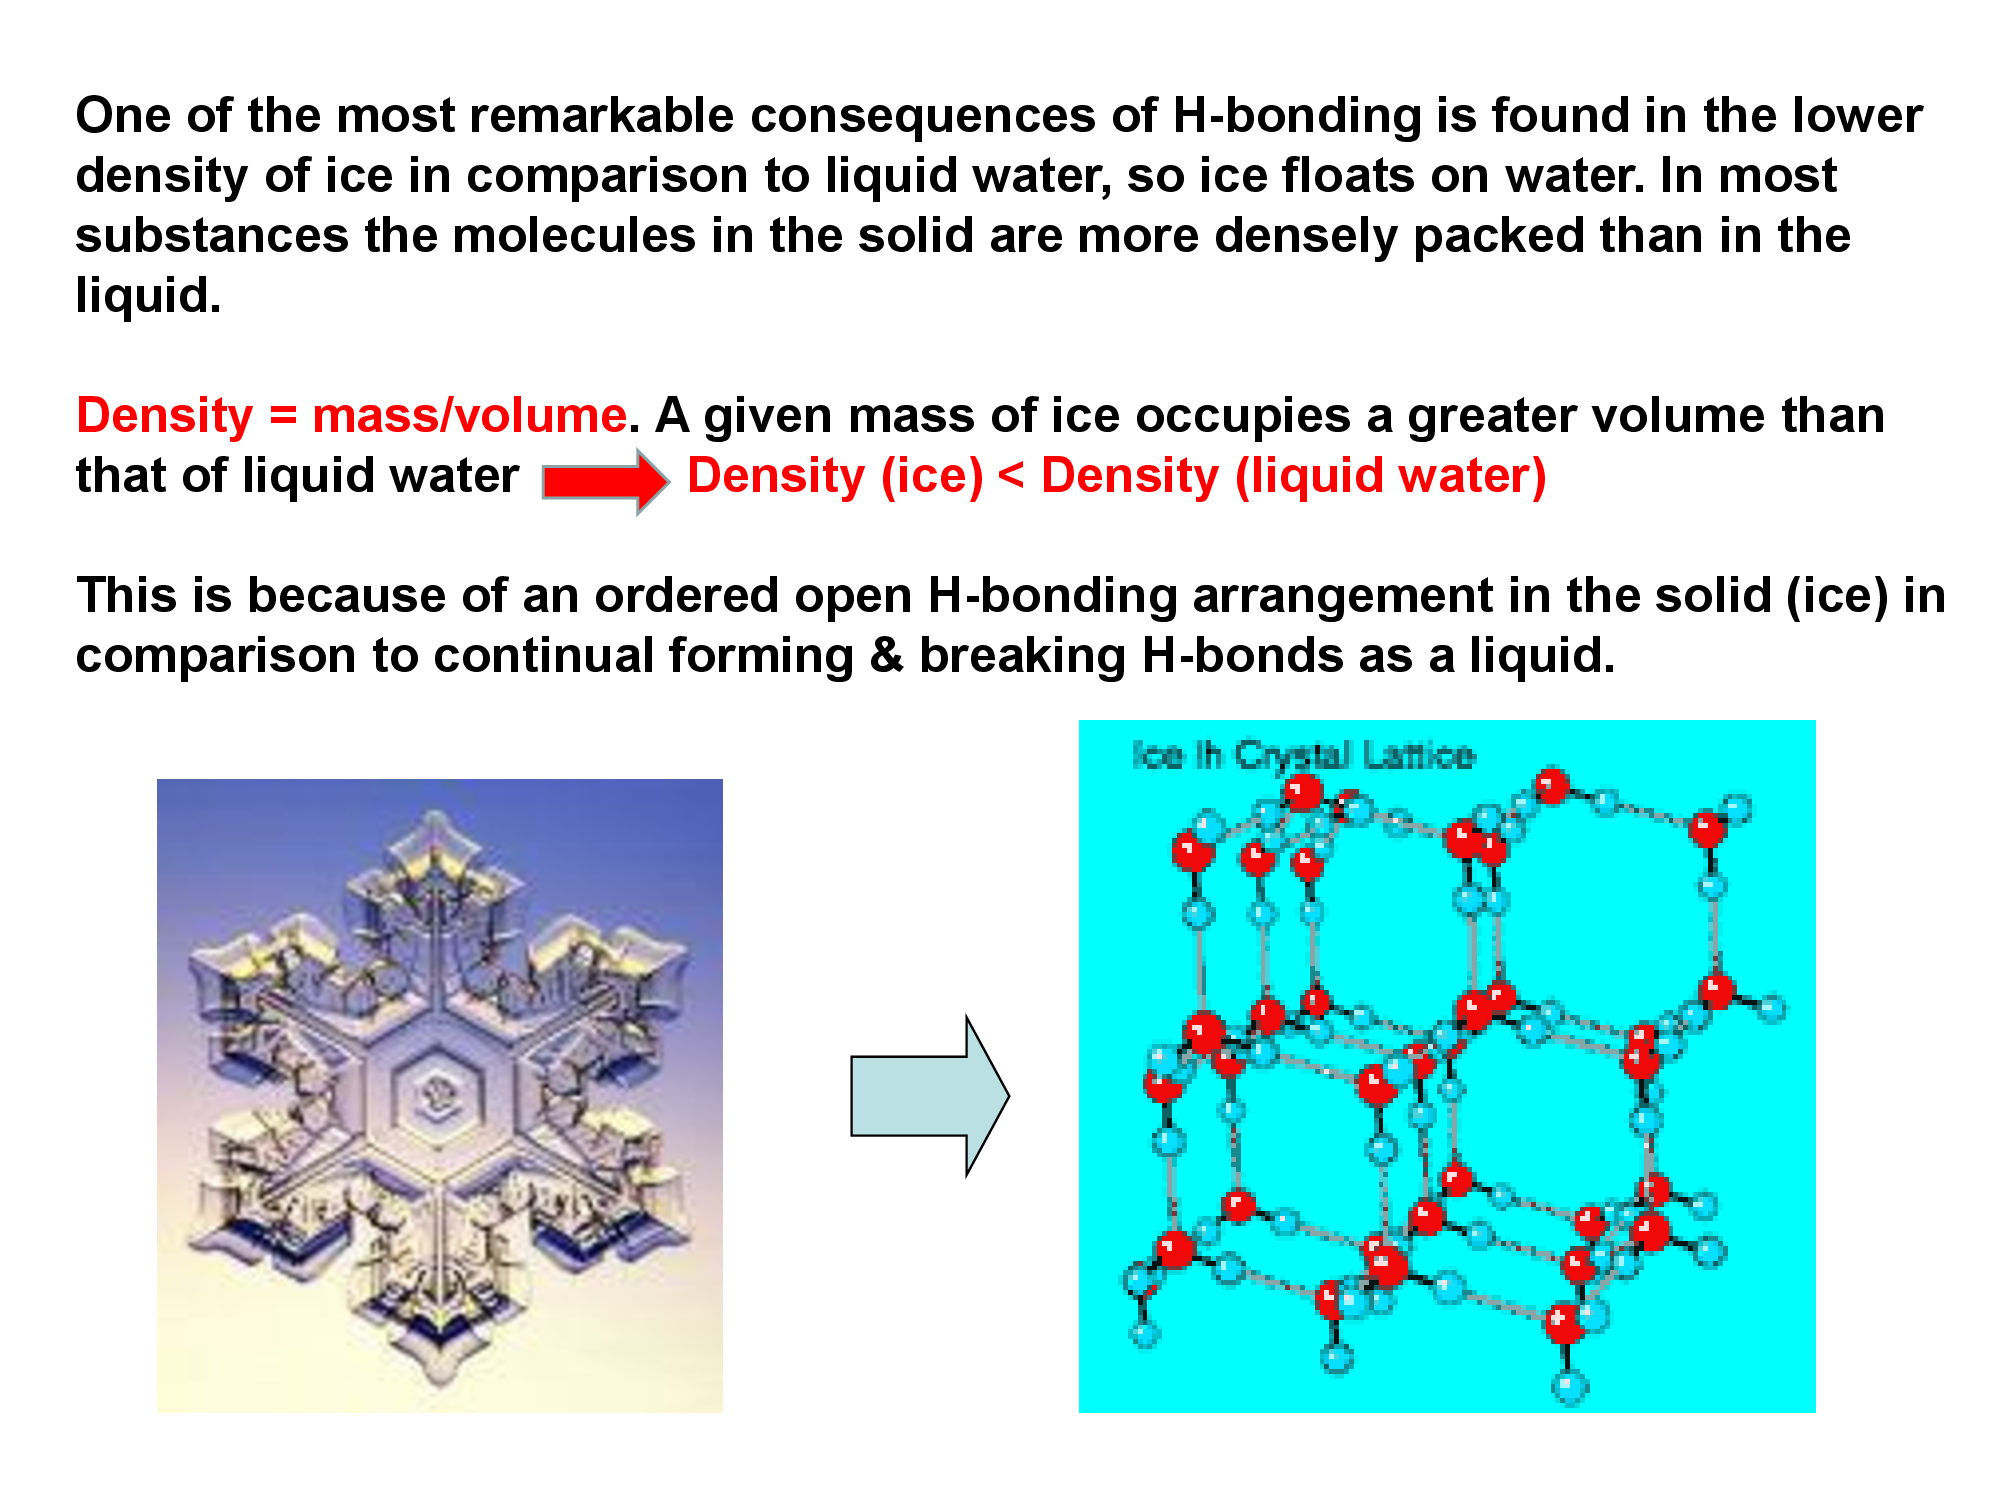 One of the most remarkable consequences of H-bonding is found in the lower
density of ice in comparison to liquid water, so ice floats on water. In most
substances the molecules in the solid are more densely packed than in the
liquid.
Density = mass/volume. A given mass of ice occupies a greater volume than
that of liquid water Density (ice) < Density (liquid water)
This is because of an ordered open H-bonding arrangement in the solid (ice) in
comparison to continual forming & breaking H-bonds as a liquid.
Ice Ih Crystal Lattice